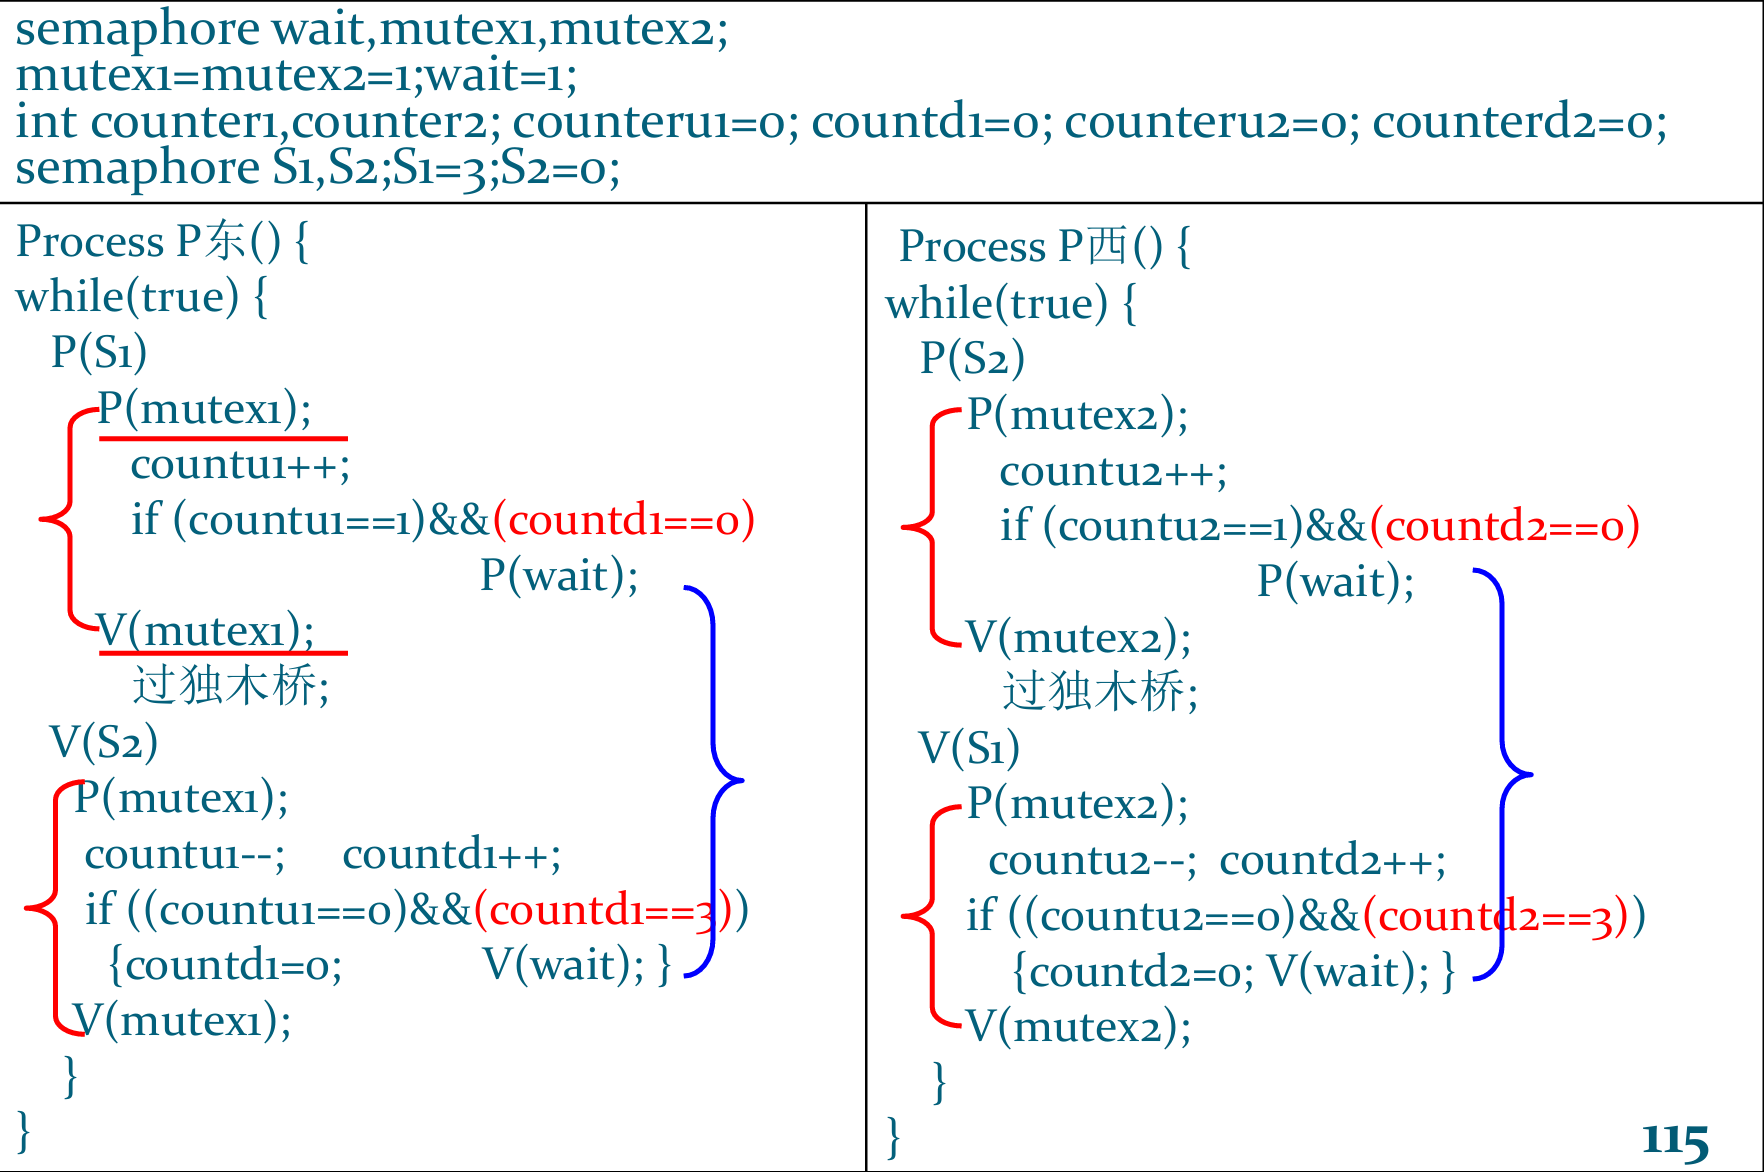 semaphore wait,mutex1,mutex2;
mutex1=mutex2=1;wait=1;
int counter1,counter2; counteru1=0; countd1=0; counteru2=0; counterd2=0;
semaphore S1,S2;S1=3;S2=0;
Process P东() {
while(true) {
P(S1)
P(mutex1);
countu1++;
if (countu1==1)&&(countd1==0)
P(wait);
V(mutex1);
过独木桥;
V(S2)
P(mutex1);
countu1--; countd1++;
if ((countu1==0)&&(countd1==3))
{countd1=0; V(wait); }
V(mutex1);
}
}
Process P西() {
while(true) {
P(S2)
P(mutex2);
countu2++;
if (countu2==1)&&(countd2==0)
P(wait);
V(mutex2);
过独木桥;
V(S1)
P(mutex2);
countu2--; countd2++;
if ((countu2==0)&&(countd2==3))
{countd2=0; V(wait); }
V(mutex2);
}
}
115